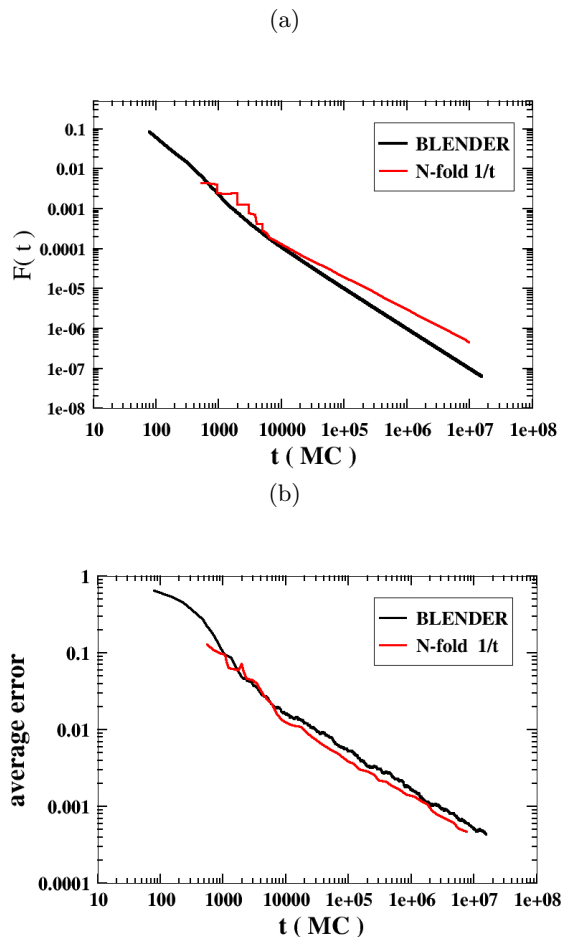 (a)
F( t )
0.1
0.01
0.001
0.0001
1e-05
1e-06
1e-07
1e-08
BLENDER
N-fold 1/t
10 100 1000 10000 1e+05 1e+06 1e+07 1e+08
t ( MC )
(b)
average error
1
0.1
0.01
0.001
0.0001
BLENDER
N-fold 1/t
10 100 1000 10000 1e+05 1e+06 1e+07 1e+08
t ( MC )